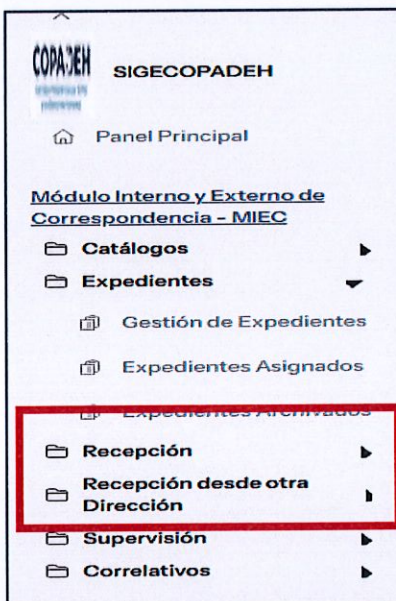 COPADEH
SIGECOPADEH
Panel Principal
Módulo Interno y Externo de
Correspondencia - MIEC
Catálogos
Expedientes
Gestión de Expedientes
Expedientes Asignados
Expedientes Archivados
Recepción
Recepción desde otra
Dirección
Supervisión
Correlativos